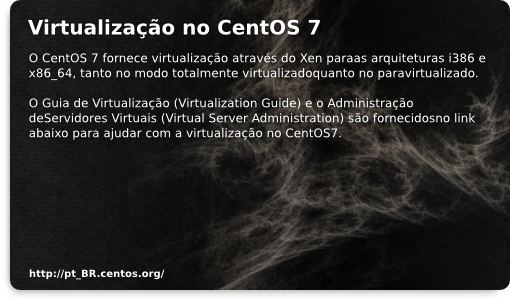 Virtualização no CentOS 7
O CentOS 7 fornece virtualização através do Xen paraas arquiteturas i386 e
x86_64, tanto no modo totalmente virtualizadoquanto no paravirtualizado.
O Guia de Virtualização (Virtualization Guide) e o Administração
deServidores Virtuais (Virtual Server Administration) são fornecidosno link
abaixo para ajudar com a virtualização no CentOS7.
http://pt_BR.centos.org/